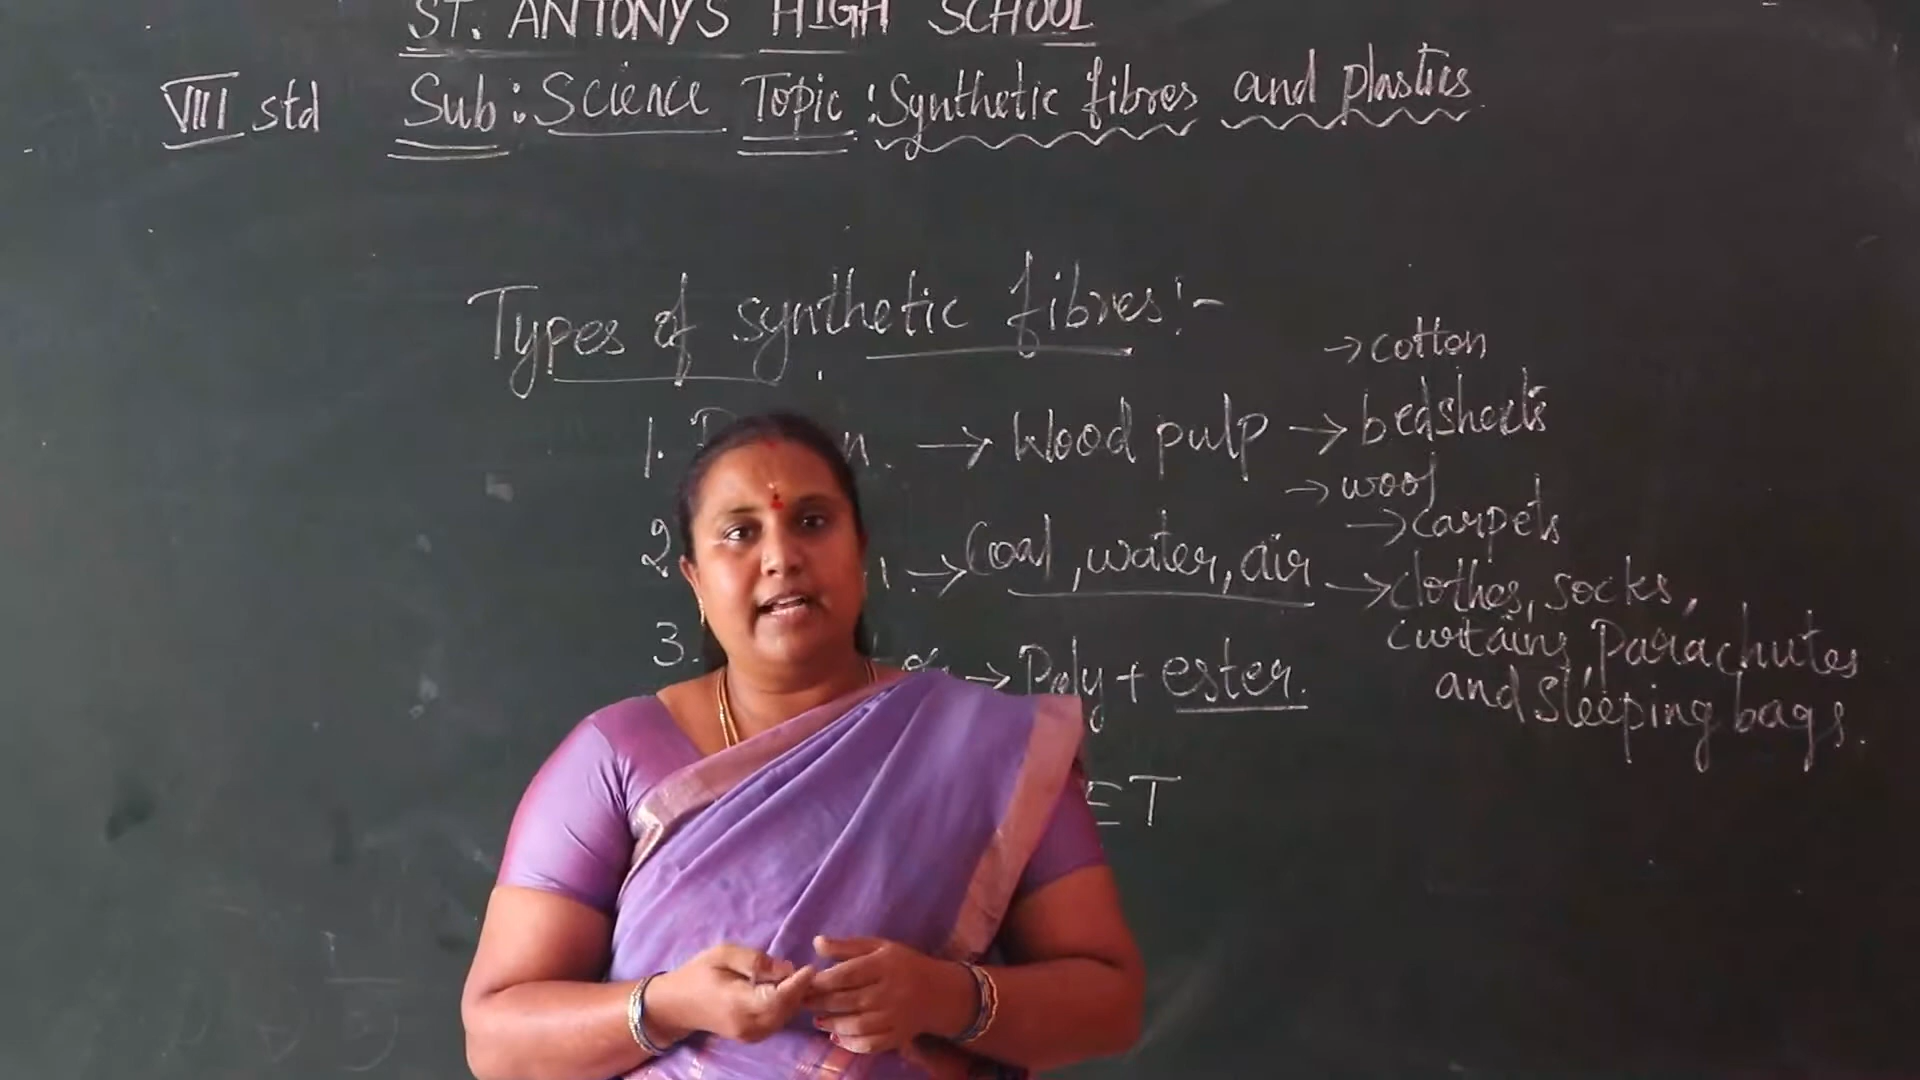 ST. ANTONYS HIGH SCHOOL
VIII std Sub: Science Topic: Synthetic fibres and plastics
Types of synthetic fibres:-
→ cotton
1. → Wood pulp → bedsheets
→ wool
→ carpets
2 → Coal, water, air → clothes, socks,
curtains, parachutes
and sleeping bags.
3. → Poly + ester.
ET